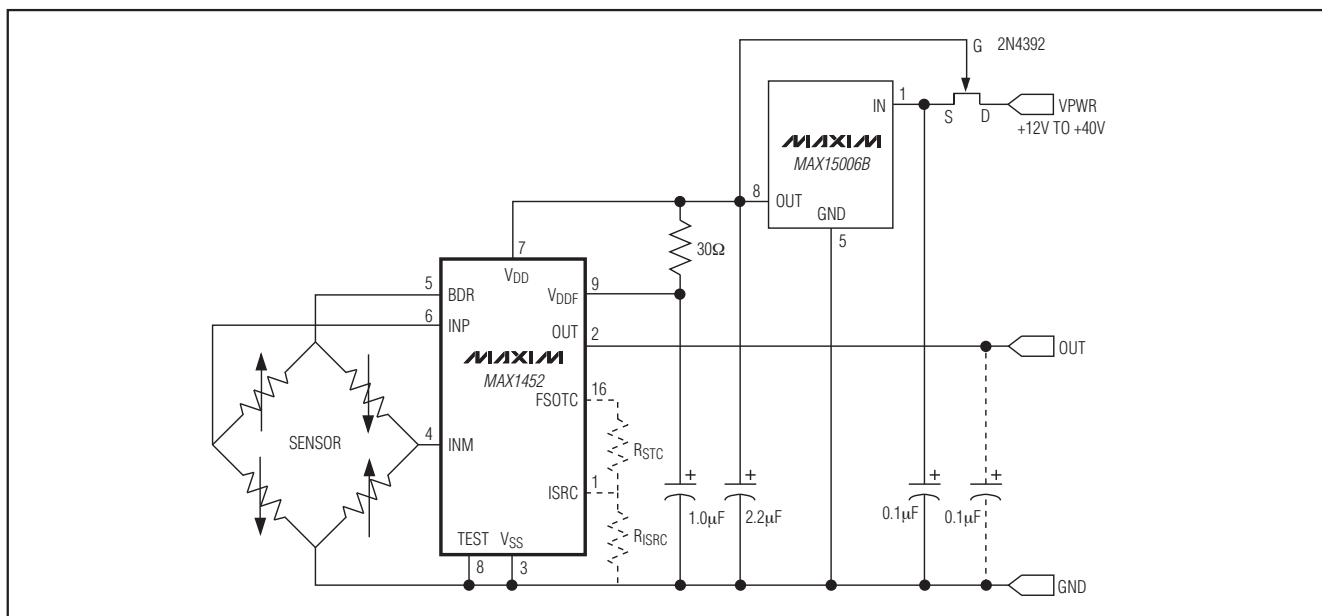 G 2N4392
1
IN
S D
VPWR
+12V TO +40V
MAXIM
MAX15006B
8
OUT
GND
5
30Ω
7
VDD
5
BDR
VDDF
9
6
INP
OUT
2
OUT
MAXIM
MAX1452
FSOTC
16
SENSOR
4
INM
RSTC
ISRC
1
RISRC
+
1.0µF
+
2.2µF
+
0.1µF
+
0.1µF
TEST VSS
8 3
GND